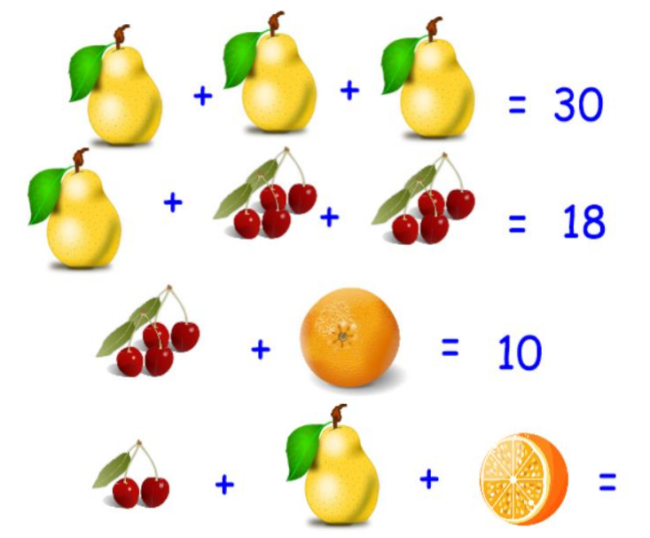 + + = 30
+ + = 18
+ = 10
+ + =